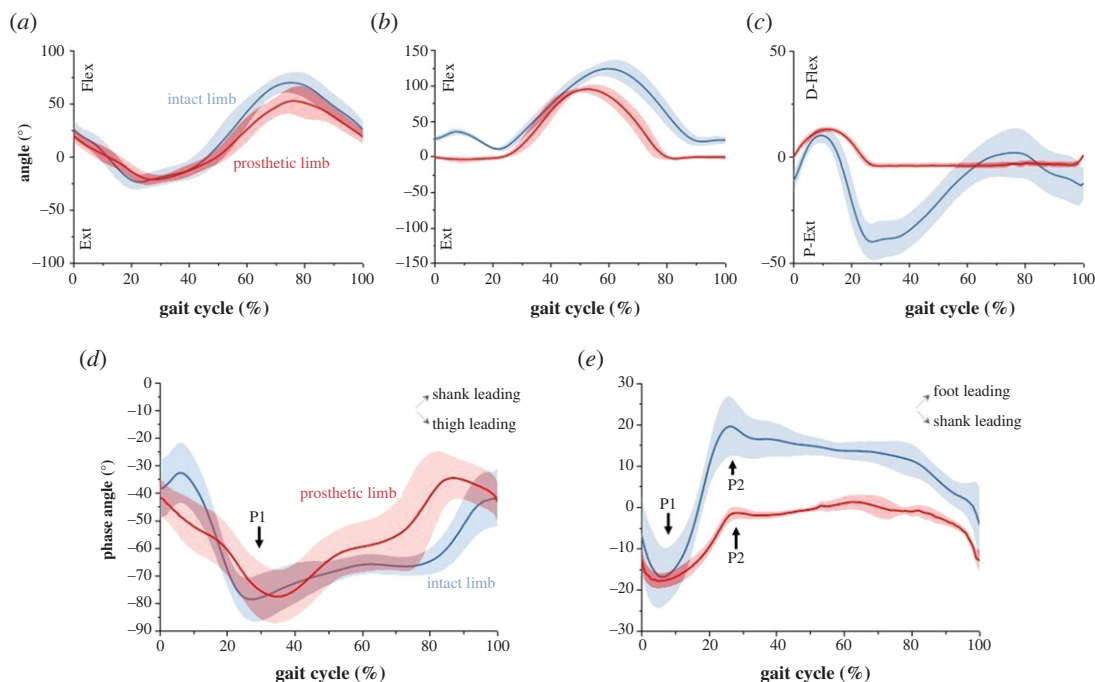 (a)
(b)
(c)
100
50
0
−50
−100
angle (°)
Flex
Ext
intact limb
prosthetic limb
0 20 40 60 80 100
gait cycle (%)
150
100
50
0
−50
−100
−150
Flex
Ext
0 20 40 60 80 100
gait cycle (%)
50
0
−50
D-Flex
P-Ext
0 20 40 60 80 100
gait cycle (%)
(d)
(e)
−0
−10
−20
−30
−40
−50
−60
−70
−80
−90
phase angle (°)
shank leading
thigh leading
prosthetic limb
P1
intact limb
0 20 40 60 80 100
gait cycle (%)
30
20
10
0
−10
−20
−30
foot leading
shank leading
P1
P2
P2
0 20 40 60 80 100
gait cycle (%)